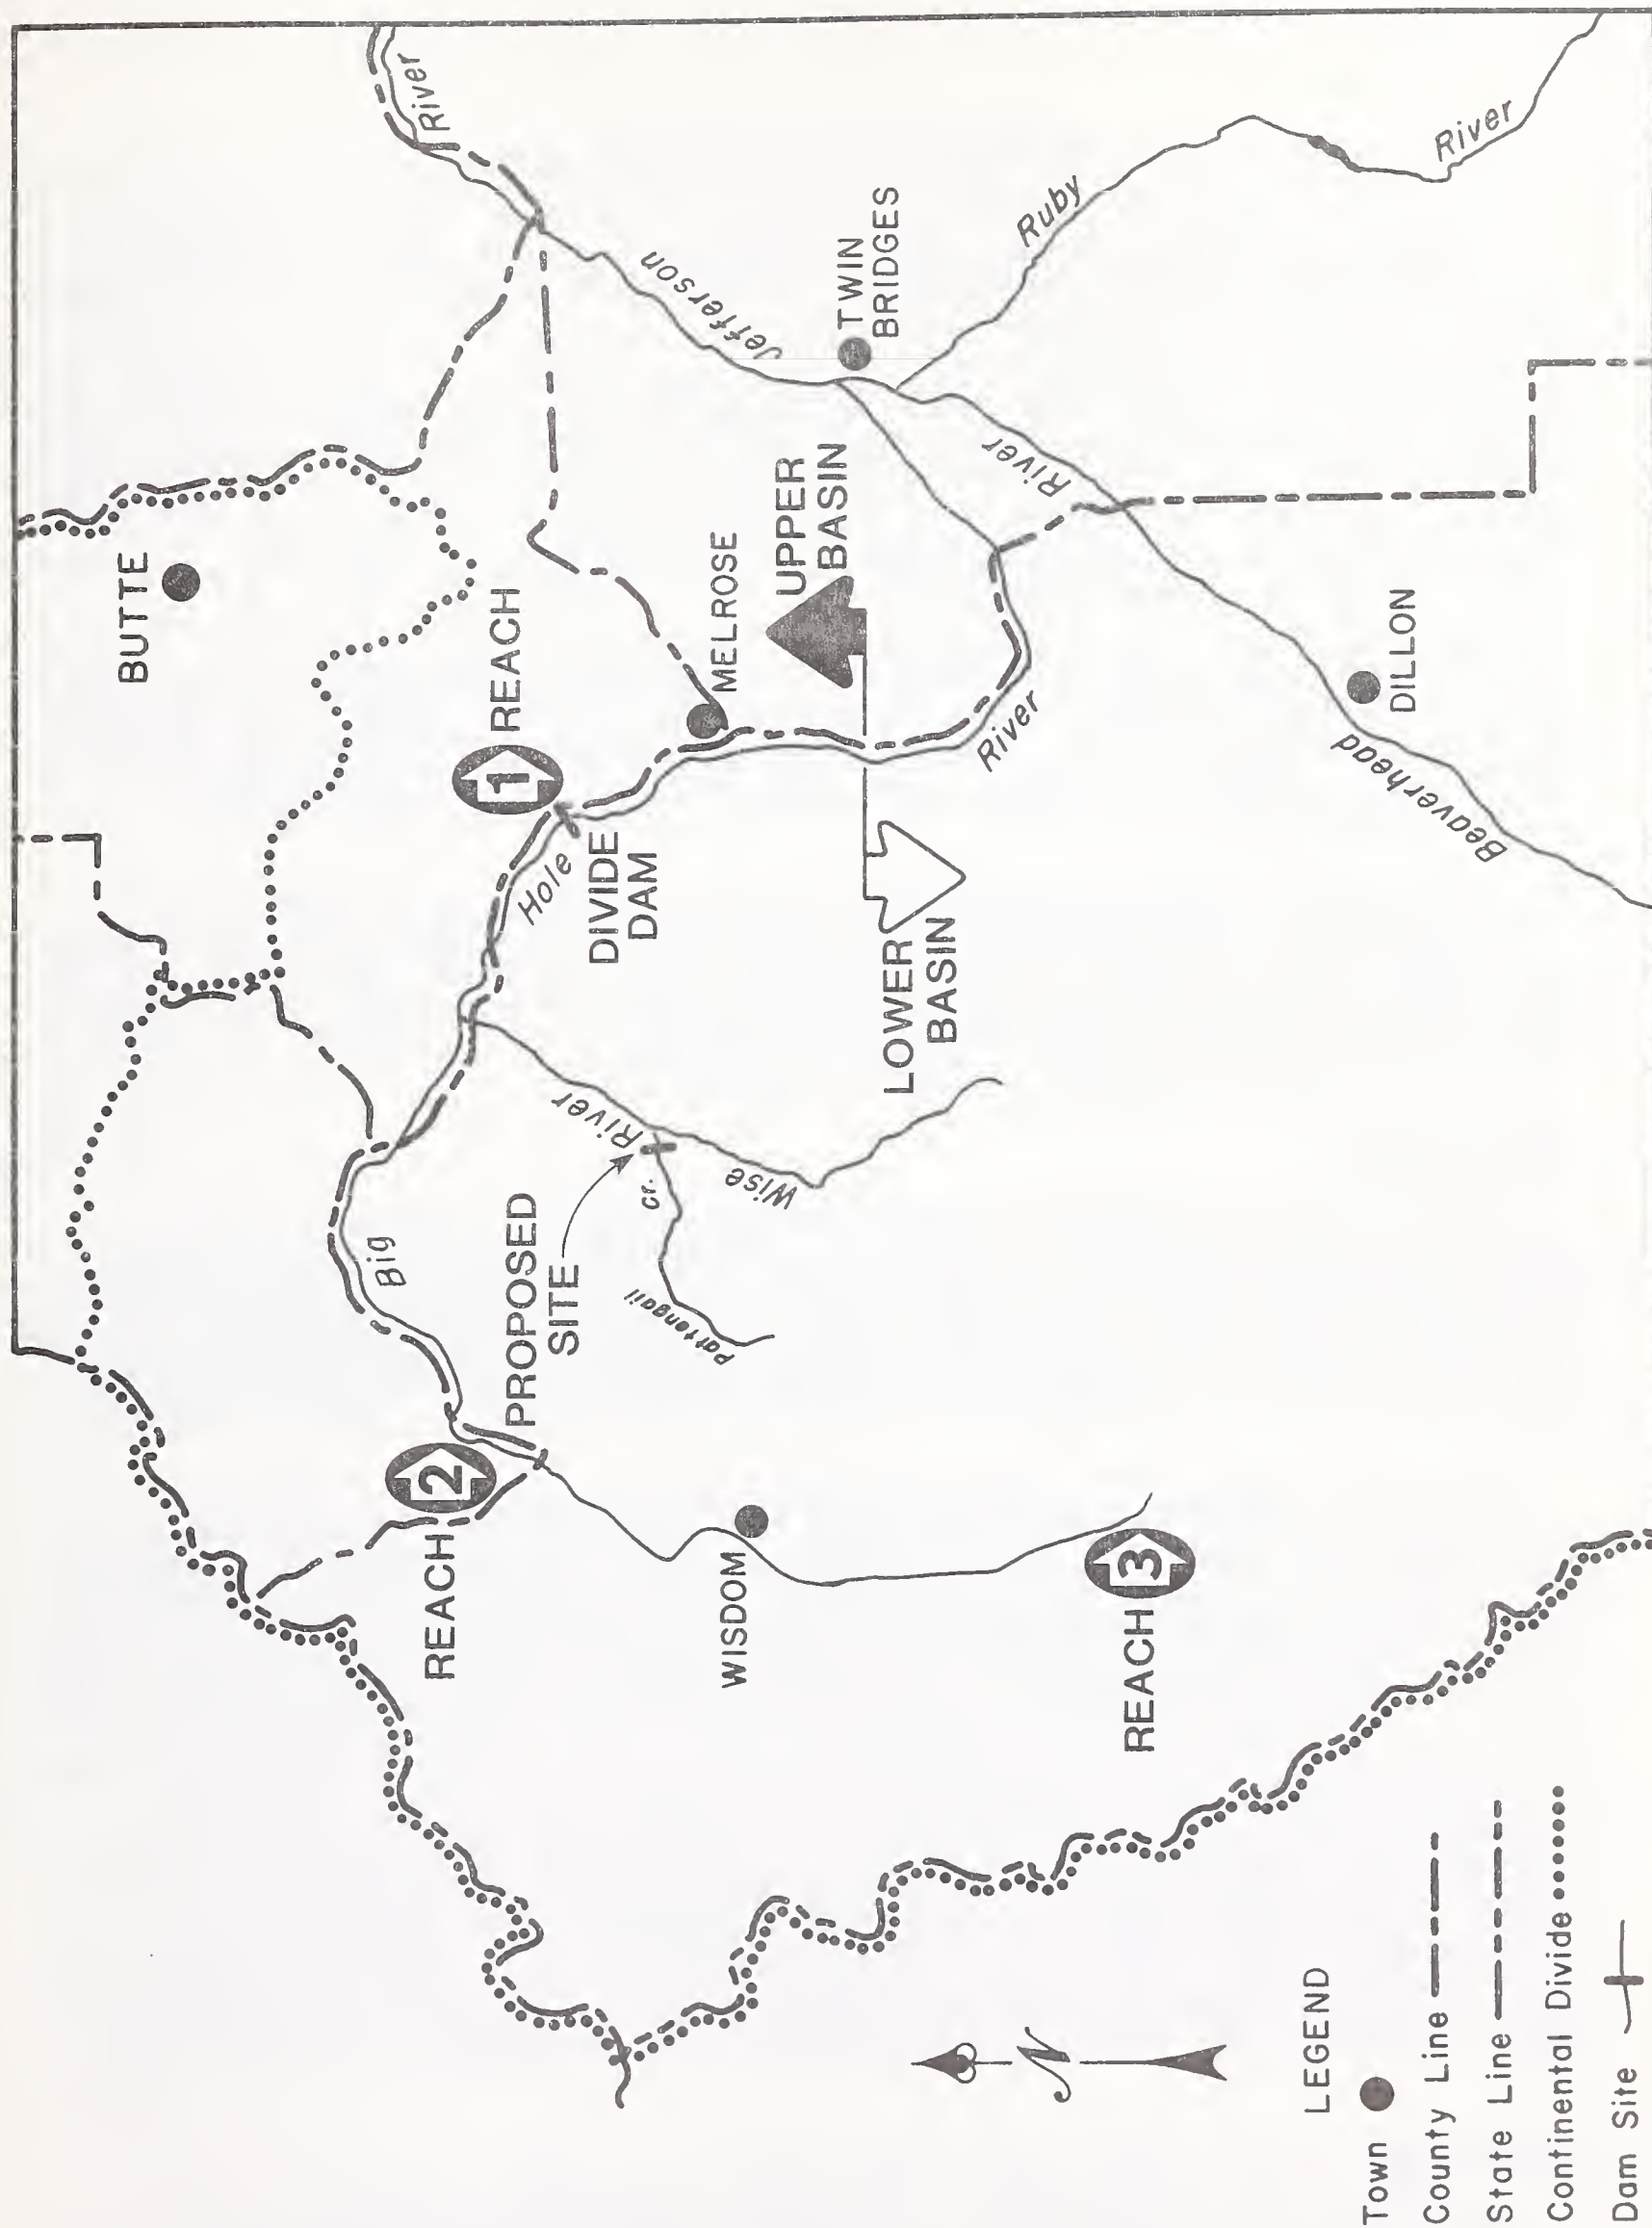 River
Jefferson
TWIN
BRIDGES
Ruby
River
BUTTE
REACH
1
MELROSE
UPPER
BASIN
River
Hole
DIVIDE
DAM
River
DILLON
Beaverhead
LOWER
BASIN
Big
River
Wise
Cr.
Pattengail
PROPOSED
SITE
2
REACH
WISDOM
3
REACH
N
LEGEND
Town
County Line
State Line
Continental Divide
Dam Site